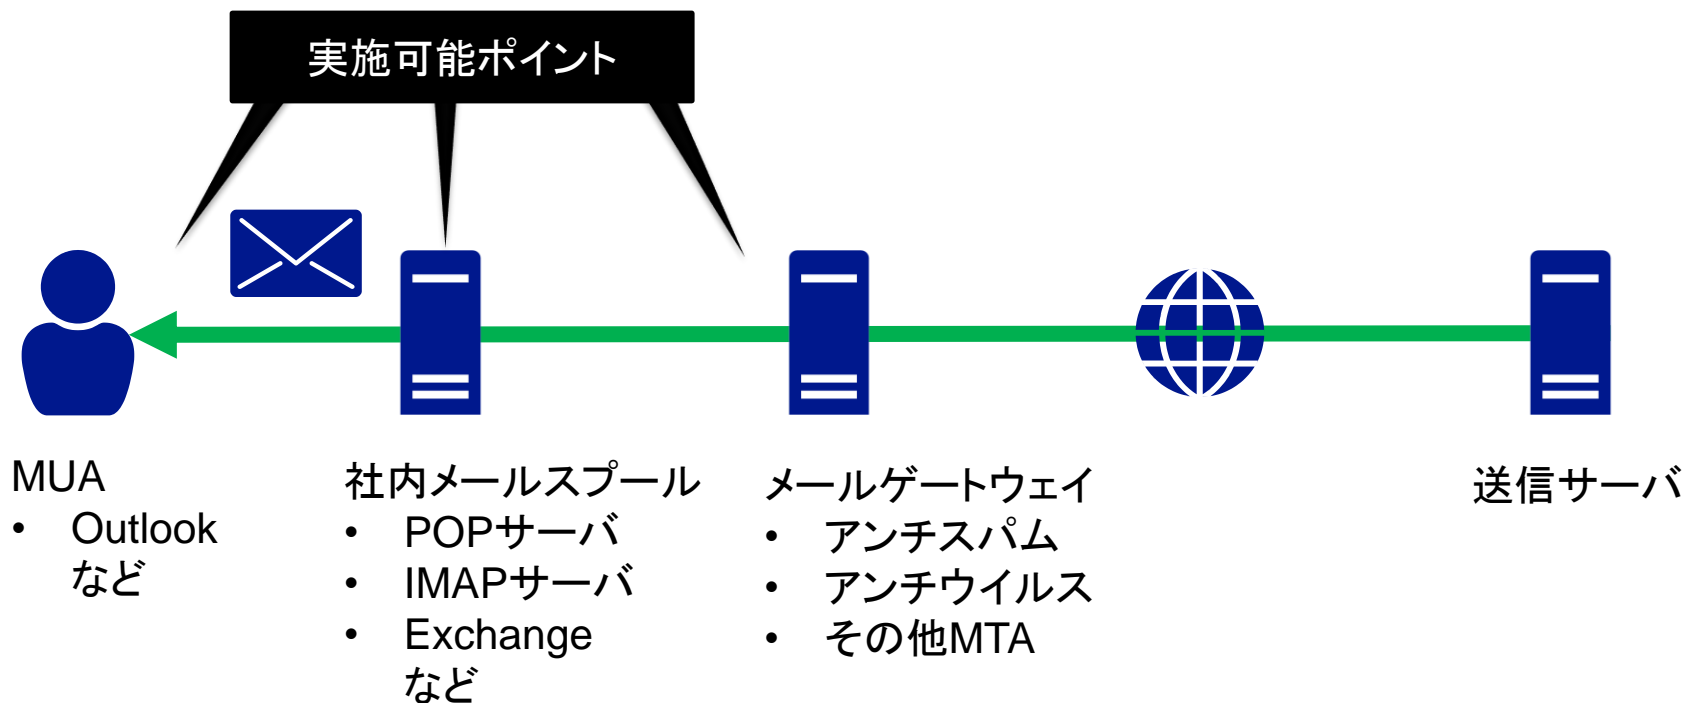 実施可能ポイント
MUA
• Outlook
など
社内メールスプール
• POPサーバ
• IMAPサーバ
• Exchange
など
メールゲートウェイ
• アンチスパム
• アンチウイルス
• その他MTA
送信サーバ